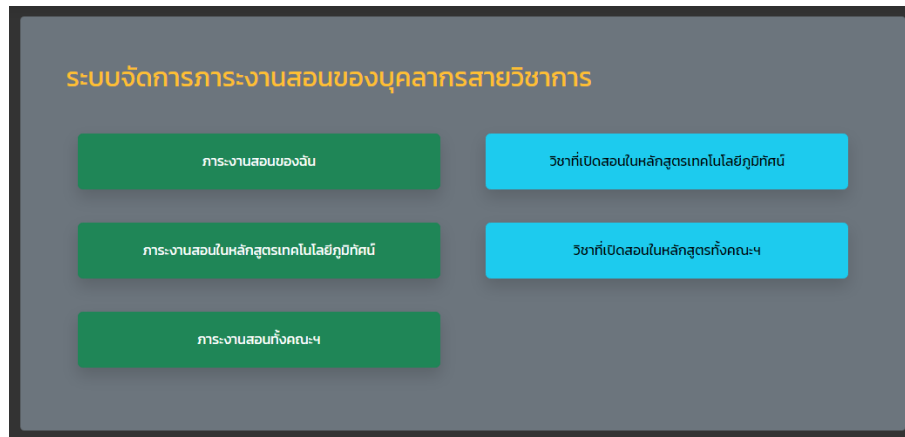 ระบบจัดการภาระงานสอนของบุคลากรสายวิชาการ
ภาระงานสอนของฉัน
วิชาที่เปิดสอนในหลักสูตรเทคโนโลยีภูมิทัศน์
ภาระงานสอนในหลักสูตรเทคโนโลยีภูมิทัศน์
วิชาที่เปิดสอนในหลักสูตรทั้งคณะฯ
ภาระงานสอนทั้งคณะฯ